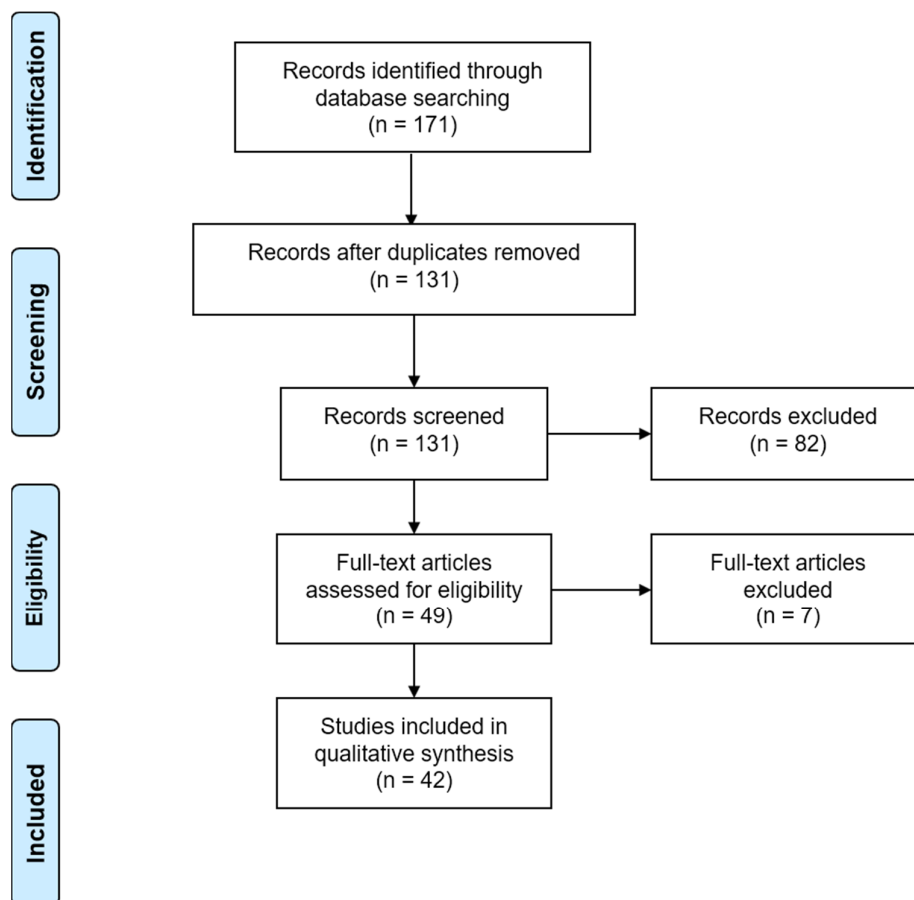 Identification
Records identified through
database searching
(n = 171)
Records after duplicates removed
(n = 131)
Screening
Records screened
(n = 131)
Records excluded
(n = 82)
Eligibility
Full-text articles
assessed for eligibility
(n = 49)
Full-text articles
excluded
(n = 7)
Included
Studies included in
qualitative synthesis
(n = 42)